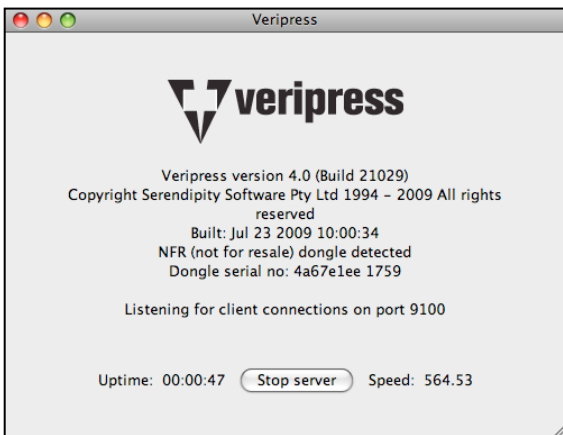 Veripress
veripress
Veripress version 4.0 (Build 21029)
Copyright Serendipity Software Pty Ltd 1994 – 2009 All rights
reserved
Built: Jul 23 2009 10:00:34
NFR (not for resale) dongle detected
Dongle serial no: 4a67e1ee 1759
Listening for client connections on port 9100
Uptime: 00:00:47 Stop server Speed: 564.53